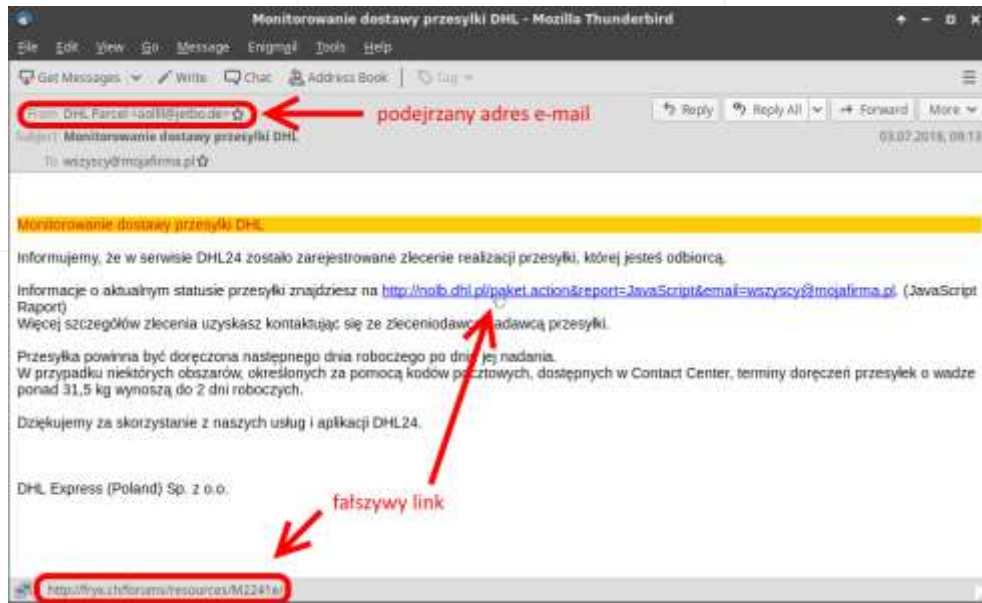 Monitorowanie dostawy przesyłki DHL - Mozilla Thunderbird
File Edit View Go Message Enigmail Tools Help
Get Messages Write Chat Address Book Tag
From DHL Parcel
podejrzany adres e-mail
Reply Reply All Forward More
Subject Monitorowanie dostawy przesyłki DHL
03.07.2018, 09:13
To wszyscy@mojafirma.pl
Monitorowanie dostawy przesyłki DHL
Informujemy, że w serwisie DHL24 zostało zarejestrowane zlecenie realizacji przesyłki, której jesteś odbiorcą.
Informacje o aktualnym statusie przesyłki znajdziesz na http://nolb.dhl.pl/paket.action&report=JavaScript&email=wszyscy@mojafirma.pl. (JavaScript
Raport)
Więcej szczegółów zlecenia uzyskasz kontaktując się ze zleceniodawcą nadawcą przesyłki.
Przesyłka powinna być doręczona następnego dnia roboczego po dniu jej nadania.
W przypadku niektórych obszarów, określonych za pomocą kodów pocztowych, dostępnych w Contact Center, terminy doręczeń przesyłek o wadze
ponad 31,5 kg wynoszą do 2 dni roboczych.
Dziękujemy za skorzystanie z naszych usług i aplikacji DHL24.
DHL Express (Poland) Sp. z o.o.
fałszywy link